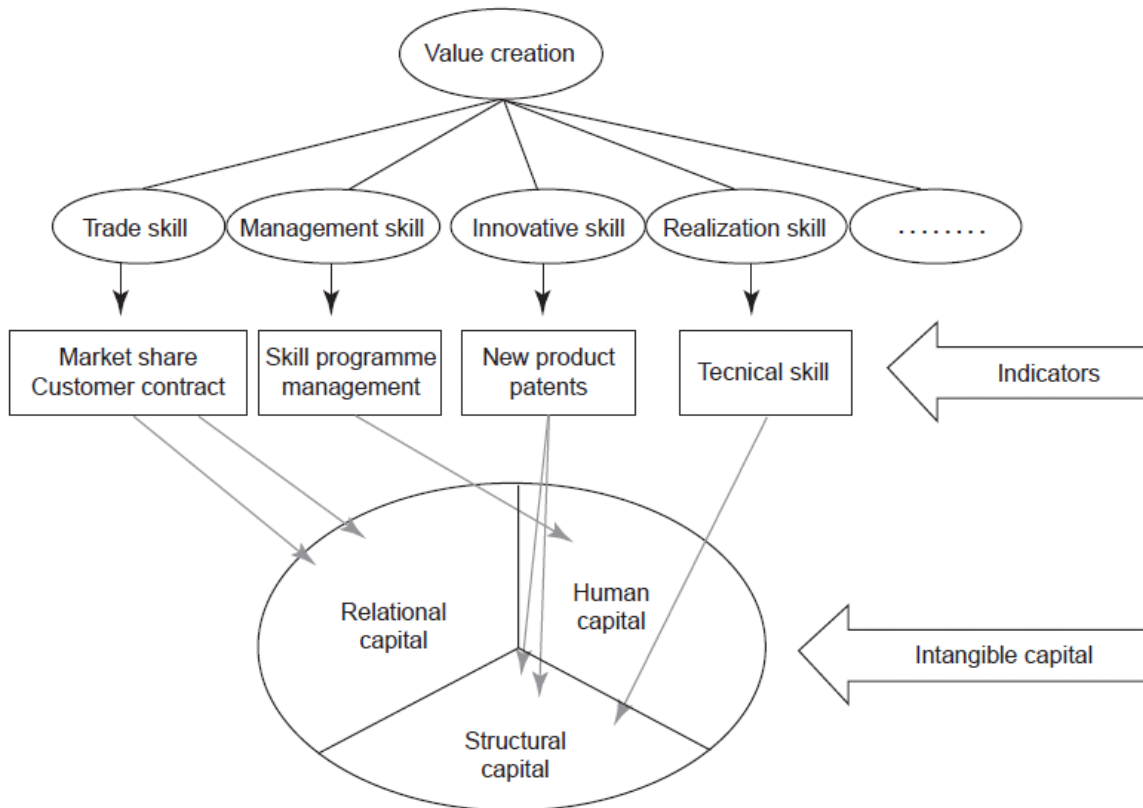 Value creation
Trade skill
Management skill
Innovative skill
Realization skill
........
Market share
Customer contract
Skill programme
management
New product
patents
Tecnical skill
Indicators
Relational
capital
Human
capital
Structural
capital
Intangible capital